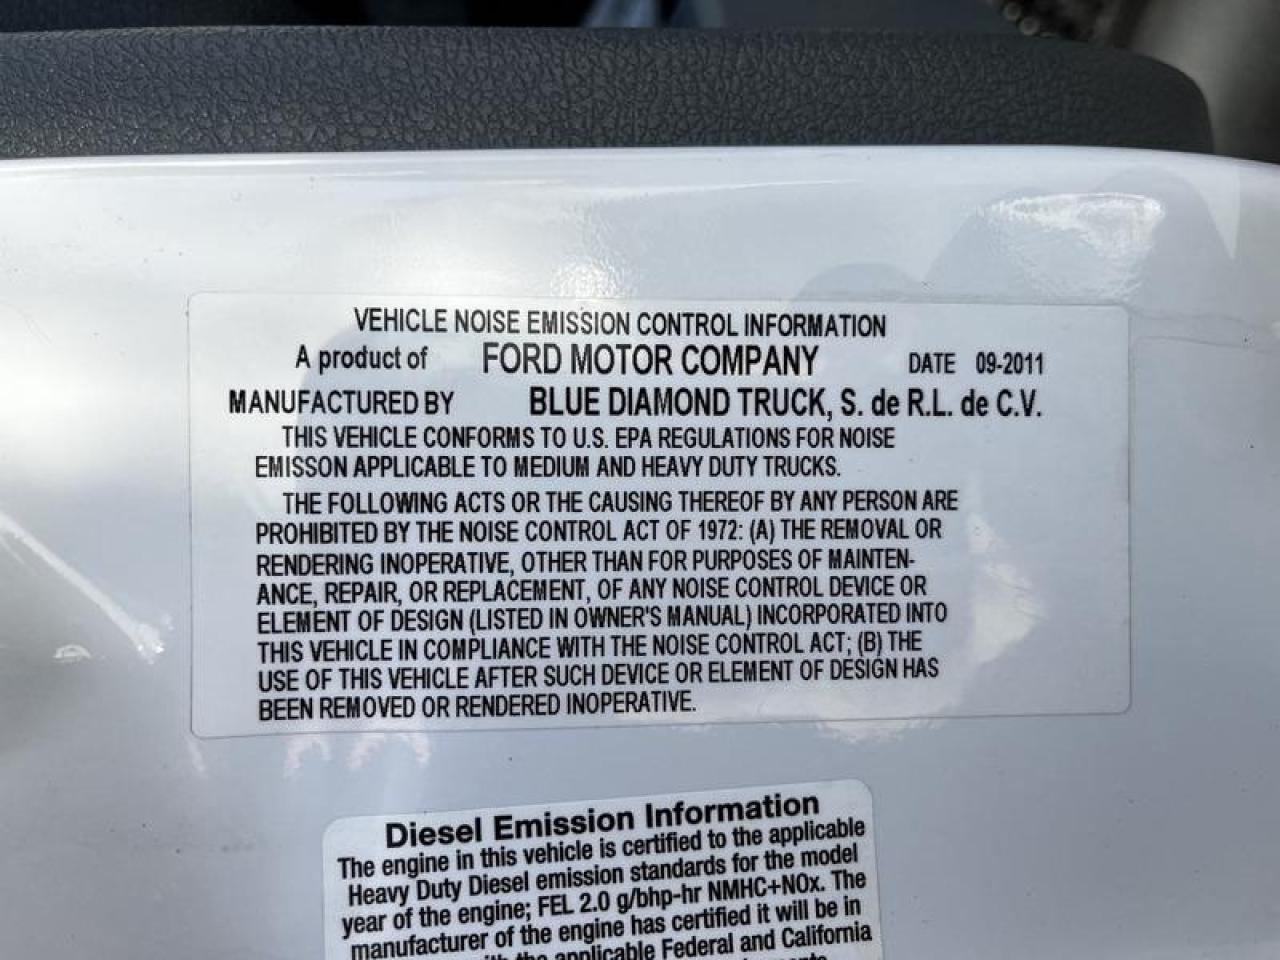 VEHICLE NOISE EMISSION CONTROL INFORMATION
A product of FORD MOTOR COMPANY DATE 09-2011
MANUFACTURED BY BLUE DIAMOND TRUCK, S. de R.L. de C.V.
THIS VEHICLE CONFORMS TO U.S. EPA REGULATIONS FOR NOISE
EMISSON APPLICABLE TO MEDIUM AND HEAVY DUTY TRUCKS.
THE FOLLOWING ACTS OR THE CAUSING THEREOF BY ANY PERSON ARE
PROHIBITED BY THE NOISE CONTROL ACT OF 1972: (A) THE REMOVAL OR
RENDERING INOPERATIVE, OTHER THAN FOR PURPOSES OF MAINTEN-
ANCE, REPAIR, OR REPLACEMENT, OF ANY NOISE CONTROL DEVICE OR
ELEMENT OF DESIGN (LISTED IN OWNER'S MANUAL) INCORPORATED INTO
THIS VEHICLE IN COMPLIANCE WITH THE NOISE CONTROL ACT; (B) THE
USE OF THIS VEHICLE AFTER SUCH DEVICE OR ELEMENT OF DESIGN HAS
BEEN REMOVED OR RENDERED INOPERATIVE.
Diesel Emission Information
The engine in this vehicle is certified to the applicable
Heavy Duty Diesel emission standards for the model
year of the engine; FEL 2.0 g/bhp-hr NMHC+NOx. The
manufacturer of the engine has certified it will be in
the applicable Federal and California